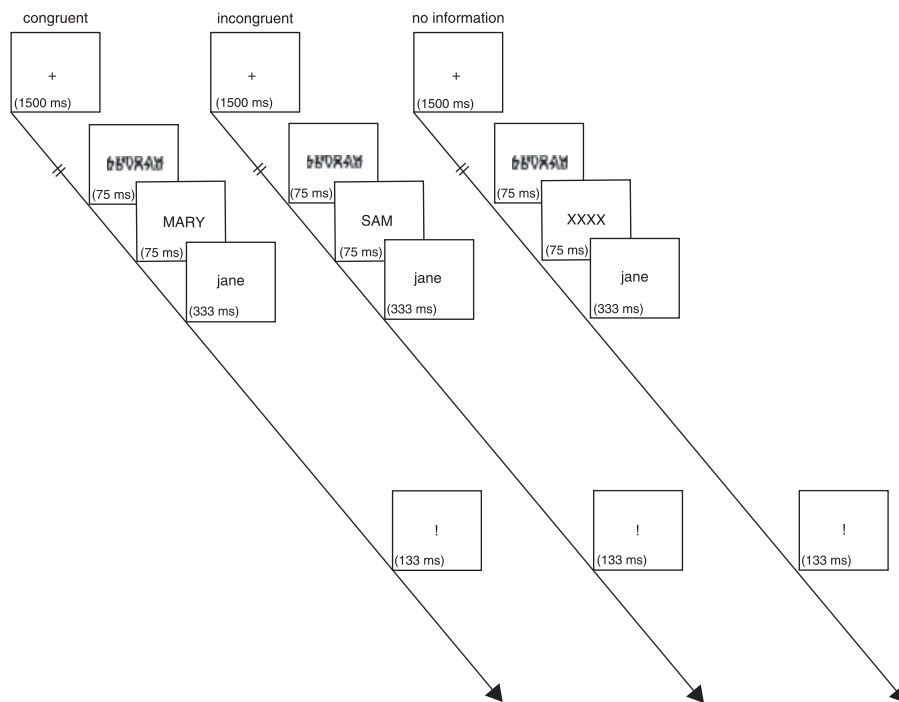 congruent
+
(1500 ms)
(75 ms)
MARY
(75 ms)
jane
(333 ms)
!
(133 ms)
incongruent
+
(1500 ms)
(75 ms)
SAM
(75 ms)
jane
(333 ms)
!
(133 ms)
no information
+
(1500 ms)
(75 ms)
XXXX
(75 ms)
jane
(333 ms)
!
(133 ms)